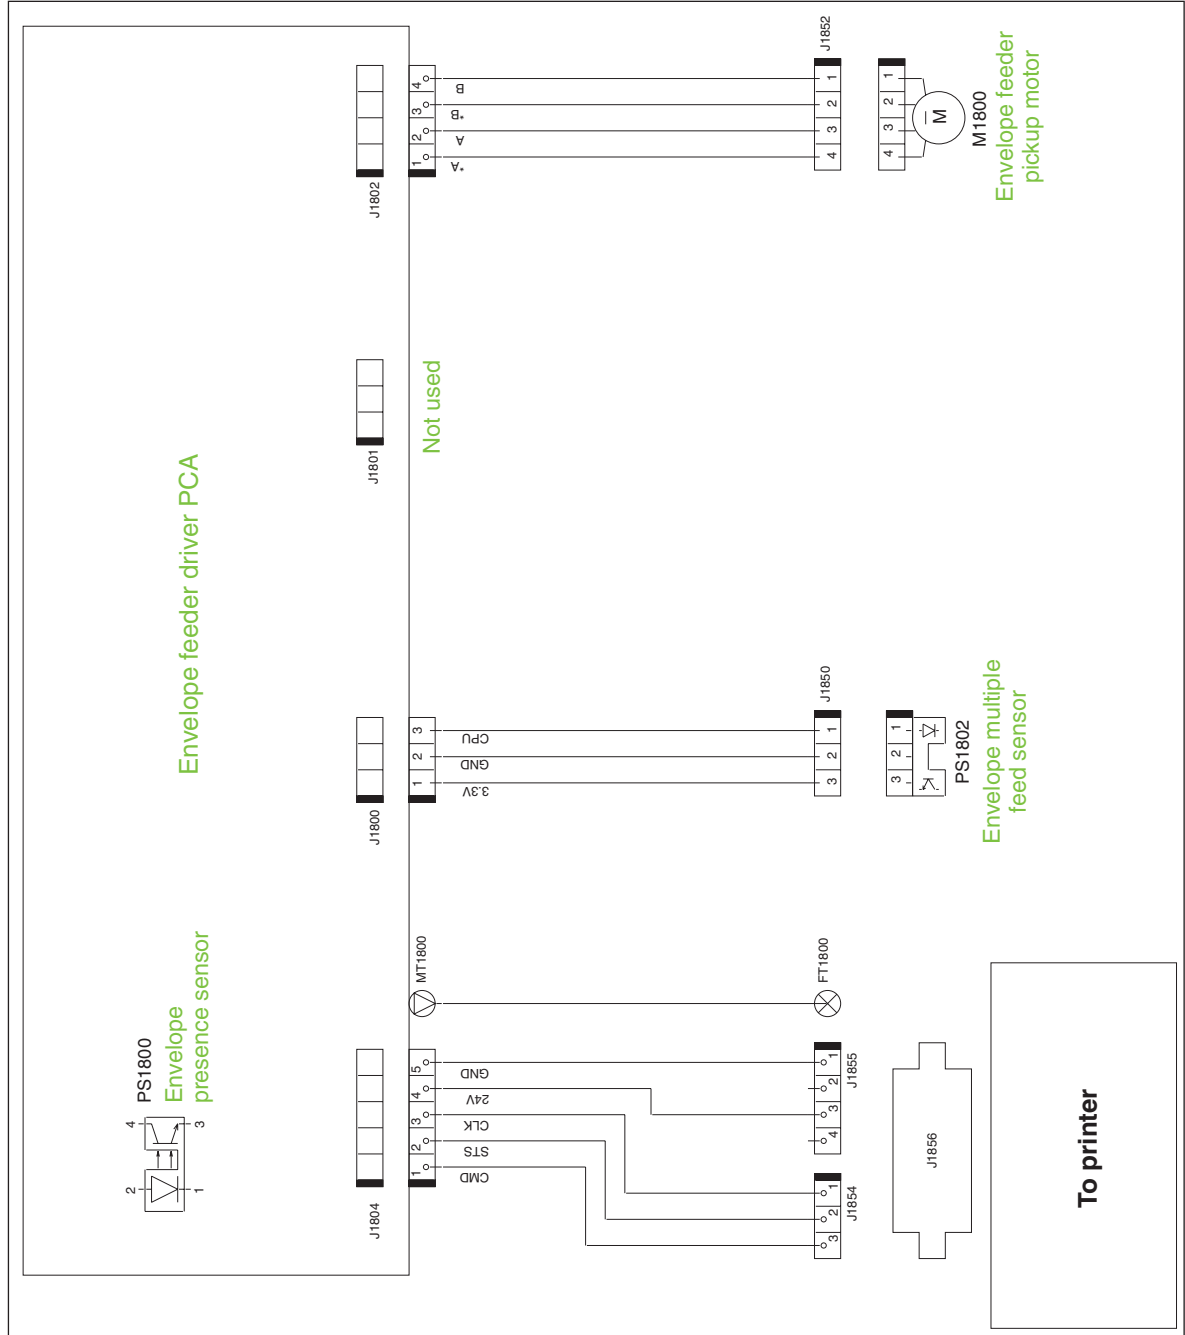 Envelope feeder driver PCA
PS1800
Envelope
presence sensor
2
1
4
3
J1804
1
2
3
4
5
CMD
STS
CLK
24V
GND
MT1800
FT1800
J1854
3
2
1
J1855
4
3
2
1
J1856
To printer
J1800
1
2
3
3.3V
GND
CPU
J1850
3
2
1
3
2
1
PS1802
Envelope multiple
feed sensor
J1801
Not used
J1802
1
2
3
4
*A
A
*B
B
J1852
4
3
2
1
4
3
2
1
M
M1800
Envelope feeder
pickup motor